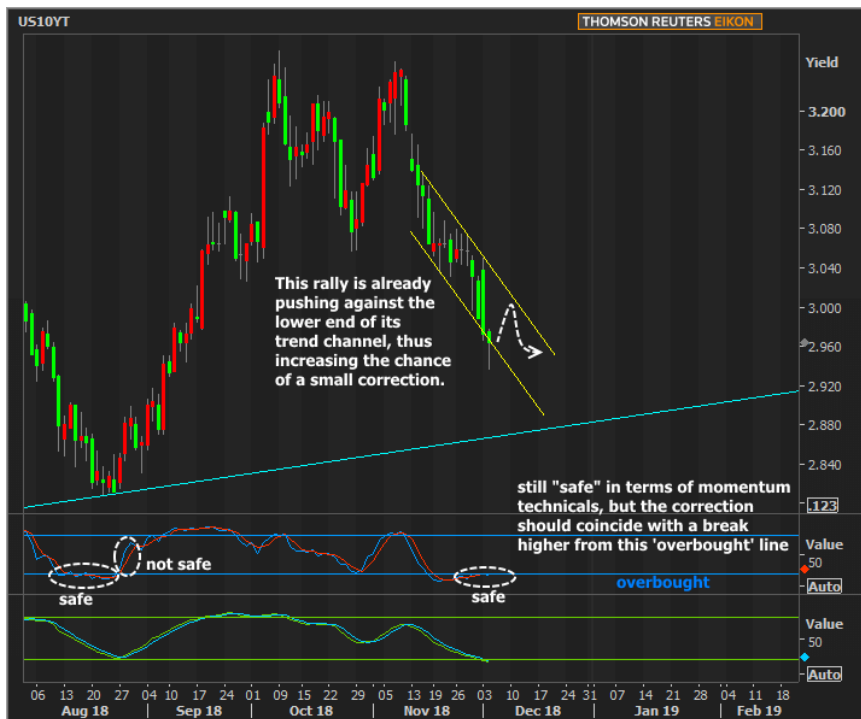 US10YT
THOMSON REUTERS EIKON
Yield
3.200
3.160
3.120
3.080
3.040
3.000
2.960
2.920
2.880
2.840
.123
This rally is already
pushing against the
lower end of its
trend channel, thus
increasing the chance
of a small correction.
still "safe" in terms of momentum
technicals, but the correction
should coincide with a break
higher from this 'overbought' line
not safe
safe
safe
overbought
Value
50
Auto
Value
50
Auto
06 13 20 27 04 10 17 24 01 09 15 22 29 05 13 19 26 03 10 17 24 31 07 14 21 28 04 11 18
Aug 18 Sep 18 Oct 18 Nov 18 Dec 18 Jan 19 Feb 19